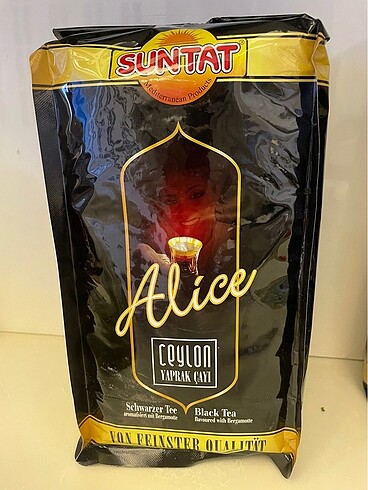 SUNTAT
Mediterranean Products
Alice
CEYLON
YAPRAK ÇAYI
Schwarzer Tee
aromatisiert mit Bergamotte
Black Tea
flavoured with Bergamotte
VON FEINSTER QUALITÄT